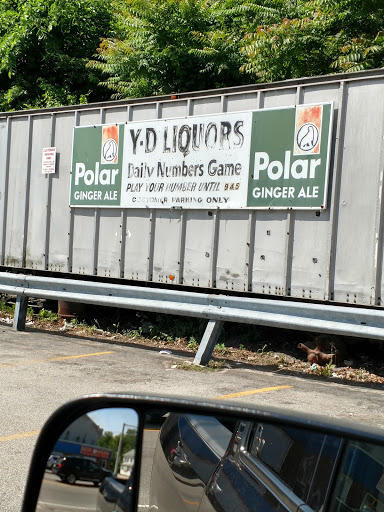 Y-D LIQUORS
Daily Numbers Game
PLAY YOUR NUMBER UNTIL 9:45
CUSTOMER PARKING ONLY
Polar
GINGER ALE
Polar
GINGER ALE